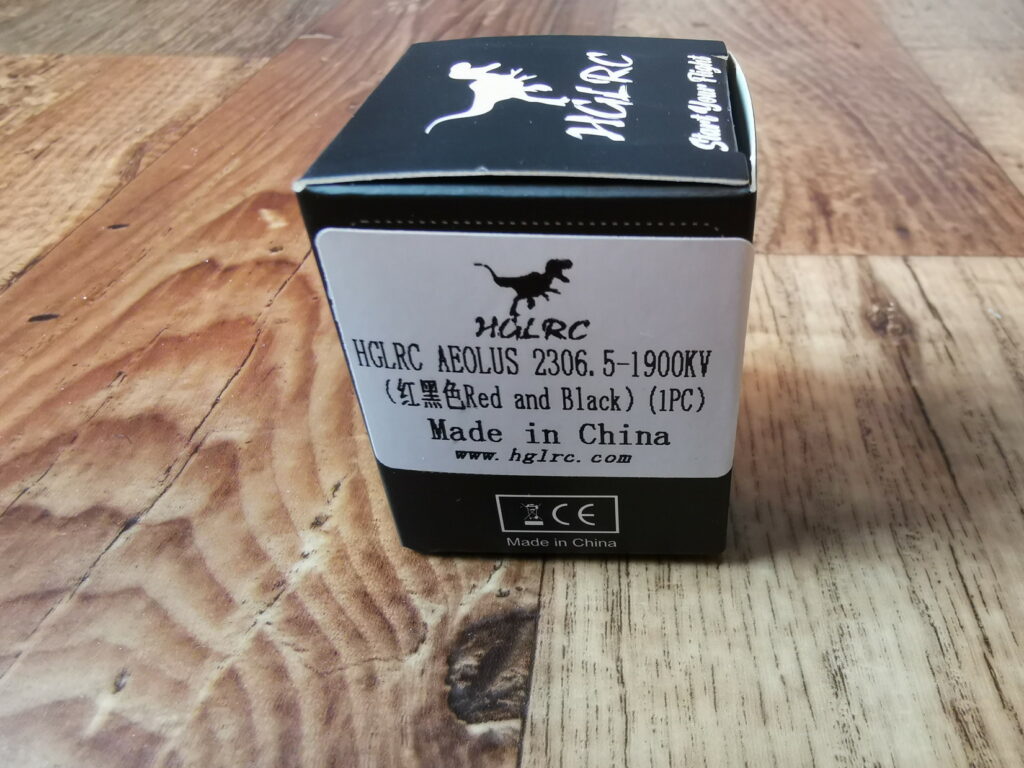 HGLRC
Start Your Flight
HGLRC
HGLRC AEOLUS 2306.5-1900KV
(红黑色Red and Black) (1PC)
Made in China
www.hglrc.com
CE
Made in China